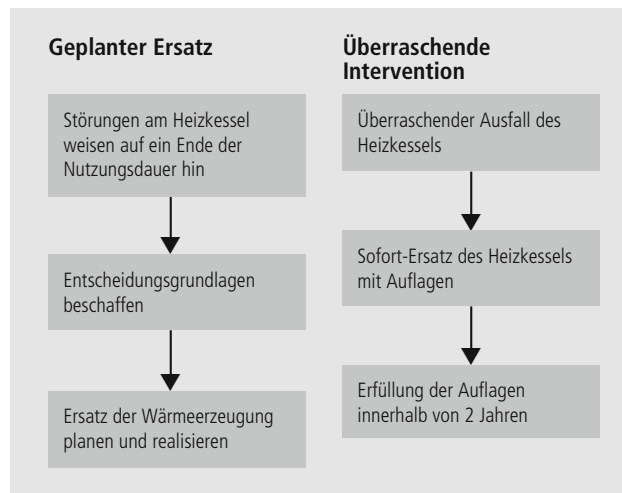 Geplanter Ersatz
Störungen am Heizkessel
weisen auf ein Ende der
Nutzungsdauer hin
Entscheidungsgrundlagen
beschaffen
Ersatz der Wärmeerzeugung
planen und realisieren
Überraschende
Intervention
Überraschender Ausfall des
Heizkessels
Sofort-Ersatz des Heizkessels
mit Auflagen
Erfüllung der Auflagen
innerhalb von 2 Jahren